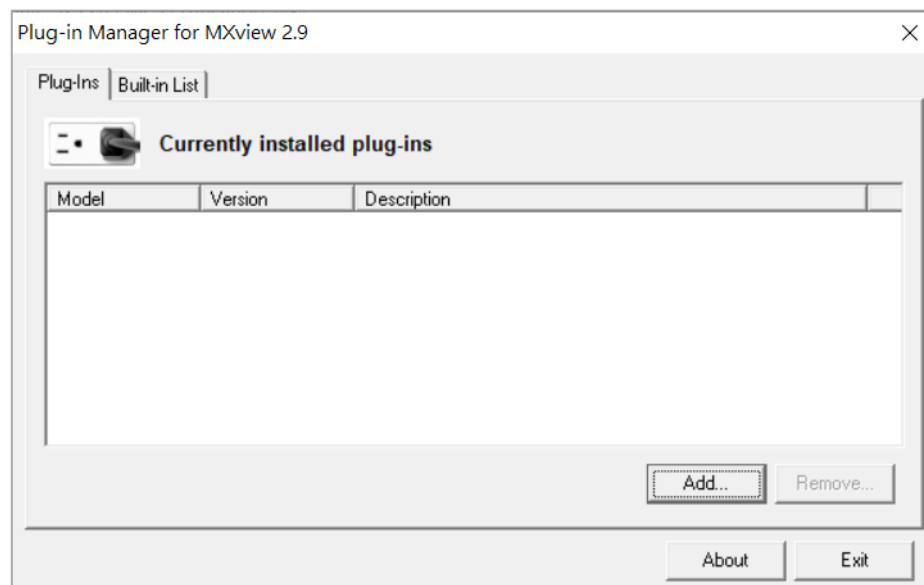 Plug-in Manager for MXview 2.9
Plug-Ins
Built-in List
Currently installed plug-ins
Model Version Description
Add... Remove...
About Exit